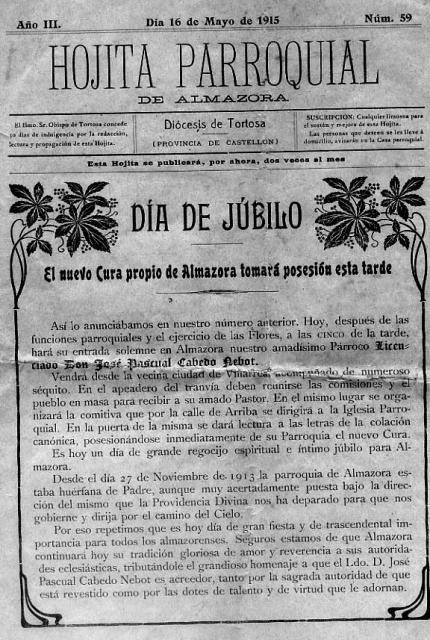 Año III.
Día 16 de Mayo de 1915
Núm. 59
HOJITA PARROQUIAL
DE ALMAZORA.
El Ilmo. Sr. Obispo de Tortosa concede
50 días de indulgencia por la redacción,
lectura y propagación de esta Hojita.
Diócesis de Tortosa
(PROVINCIA DE CASTELLON)
SUSCRIPCIÓN: Cualquier limosna para
el sostén y mejora de esta Hojita.
Las personas que deseen se les lleve á
domicilio, avisarán en la Casa parroquial.
Esta Hojita se publicará, por ahora, dos veces al mes
DÍA DE JÚBILO
El nuevo Cura propio de Almazora tomará posesión esta tarde
Así lo anunciábamos en nuestro número anterior. Hoy, después de las
funciones parroquiales y el ejercicio de las Flores, a las CINCO de la tarde,
hará su entrada solemne en Almazora nuestro amadísimo Párroco Licen-
ciado Don José Pascual Cabedo Nebot.
Vendrá desde la vecina ciudad de Villarreal, acompañado de numeroso
séquito. En el apeadero del tranvía deben reunirse las comisiones y el
pueblo en masa para recibir a su amado Pastor. En el mismo lugar se orga-
nizará la comitiva que por la calle de Arriba se dirigirá a la Iglesia Parro-
quial. En la puerta de la misma se dará lectura a las letras de la colación
canónica, posesionándose inmediatamente de su Parroquia el nuevo Cura.
Es hoy un día de grande regocijo espiritual e íntimo júbilo para Al-
mazora.
Desde el día 27 de Noviembre de 1913 la parroquia de Almazora es-
taba huérfana de Padre, aunque muy acertadamente puesta bajo la direc-
ción del mismo que la Providencia Divina nos ha deparado para que nos
gobierne y dirija por el camino del Cielo.
Por eso repetimos que es hoy día de gran fiesta y de trascendental im-
portancia para todos los almazorenses. Seguros estamos de que Almazora
continuará hoy su tradición gloriosa de amor y reverencia a sus autorida-
des eclesiásticas, tributándole el grandioso homenaje a que el Ldo. D. José
Pascual Cabedo Nebot es acreedor, tanto por la sagrada autoridad de que
está revestido como por las dotes de talento y de virtud que le adornan.